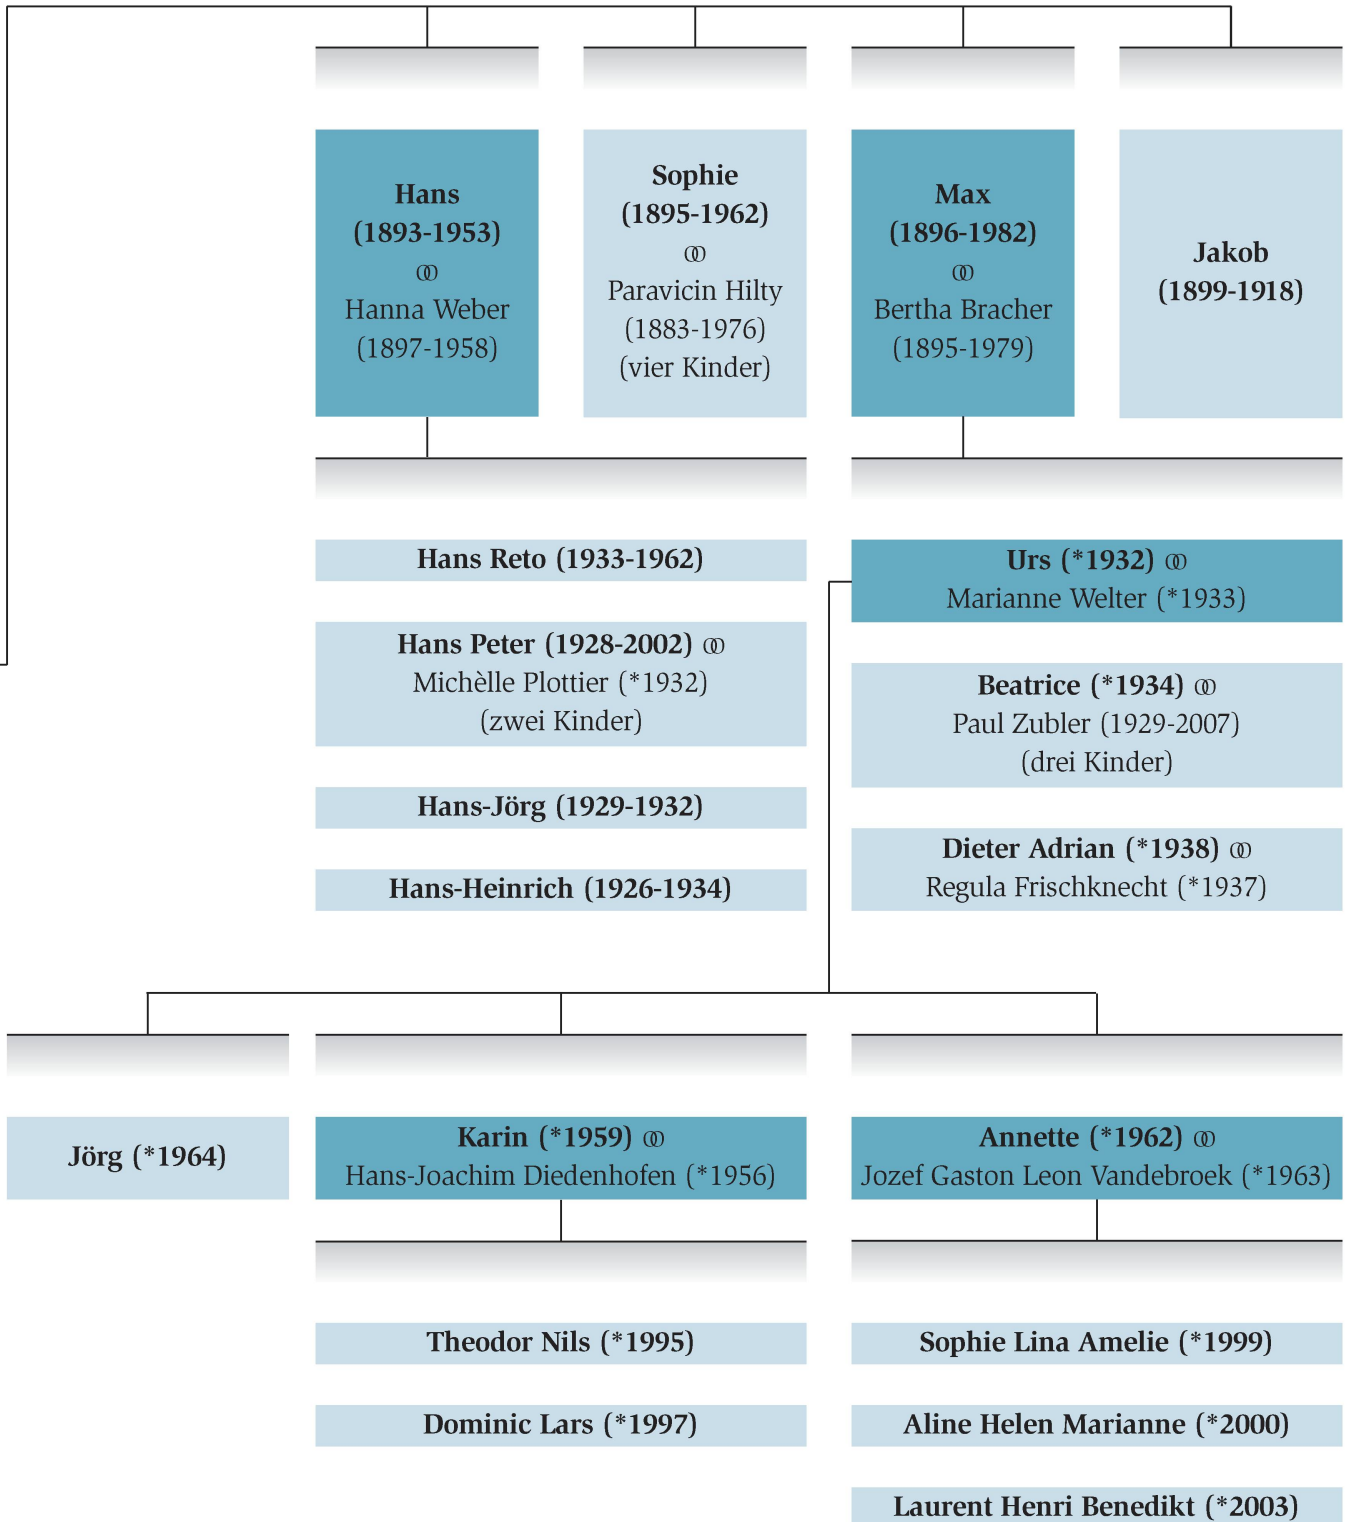 Hans
(1893-1953)
⚭
Hanna Weber
(1897-1958)
Sophie
(1895-1962)
⚭
Paravicin Hilty
(1883-1976)
(vier Kinder)
Max
(1896-1982)
⚭
Bertha Bracher
(1895-1979)
Jakob
(1899-1918)
Hans Reto (1933-1962)
Hans Peter (1928-2002) ⚭
Michèlle Plottier (*1932)
(zwei Kinder)
Hans-Jörg (1929-1932)
Hans-Heinrich (1926-1934)
Urs (*1932) ⚭
Marianne Welter (*1933)
Beatrice (*1934) ⚭
Paul Zubler (1929-2007)
(drei Kinder)
Dieter Adrian (*1938) ⚭
Regula Frischknecht (*1937)
Jörg (*1964)
Karin (*1959) ⚭
Hans-Joachim Diedenhofen (*1956)
Annette (*1962) ⚭
Jozef Gaston Leon Vandebroek (*1963)
Theodor Nils (*1995)
Dominic Lars (*1997)
Sophie Lina Amelie (*1999)
Aline Helen Marianne (*2000)
Laurent Henri Benedikt (*2003)